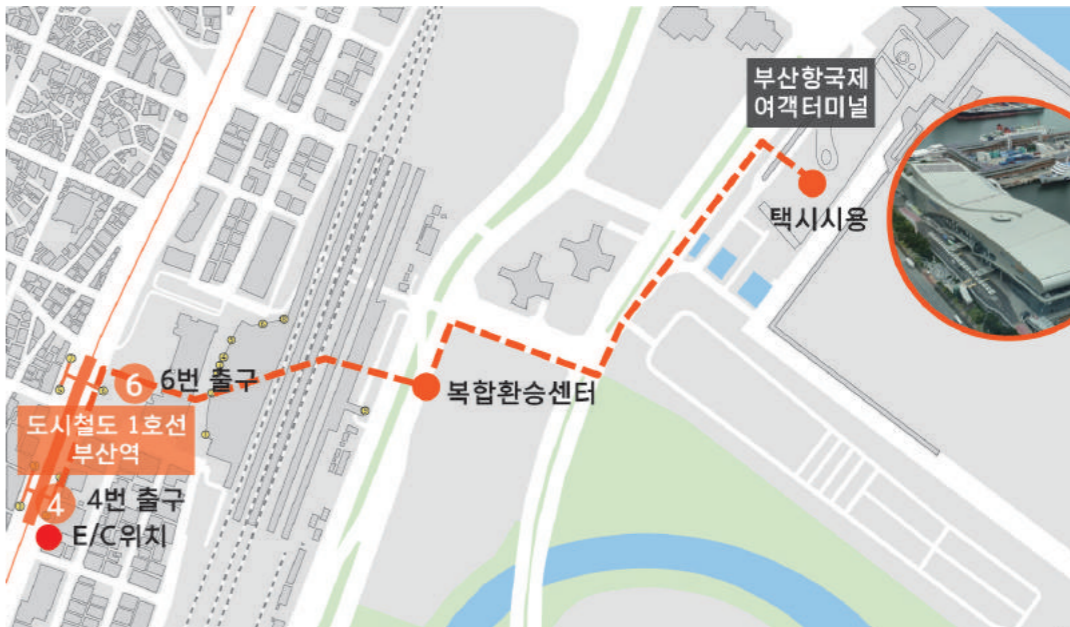 부산항국제
여객터미널
택시시용
6 6번 출구
복합환승센터
도시철도 1호선
부산역
4 4번 출구
E/C위치